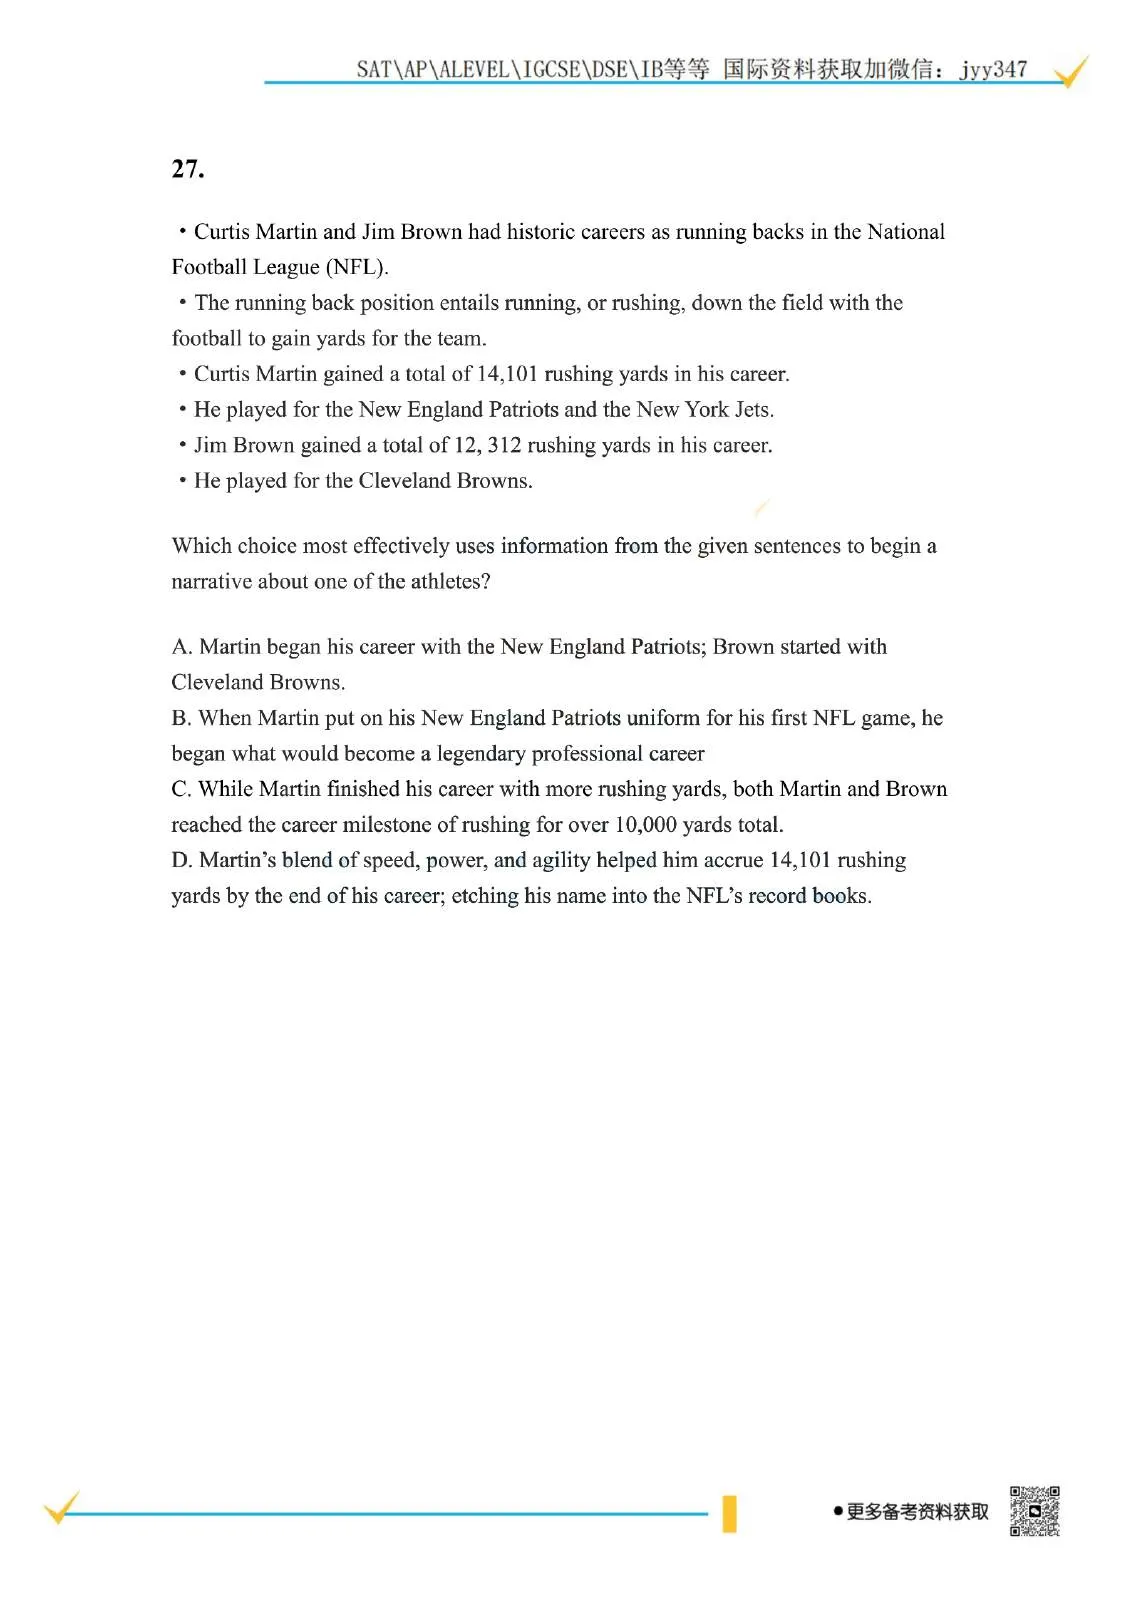 SAT\AP\ALEVEL\IGCSE\DSE\IB等等 国际资料获取加微信：jyy347
27.
・Curtis Martin and Jim Brown had historic careers as running backs in the National
Football League (NFL).
・The running back position entails running, or rushing, down the field with the
football to gain yards for the team.
・Curtis Martin gained a total of 14,101 rushing yards in his career.
・He played for the New England Patriots and the New York Jets.
・Jim Brown gained a total of 12, 312 rushing yards in his career.
・He played for the Cleveland Browns.
Which choice most effectively uses information from the given sentences to begin a
narrative about one of the athletes?
A. Martin began his career with the New England Patriots; Brown started with
Cleveland Browns.
B. When Martin put on his New England Patriots uniform for his first NFL game, he
began what would become a legendary professional career
C. While Martin finished his career with more rushing yards, both Martin and Brown
reached the career milestone of rushing for over 10,000 yards total.
D. Martin’s blend of speed, power, and agility helped him accrue 14,101 rushing
yards by the end of his career; etching his name into the NFL’s record books.
●更多备考资料获取